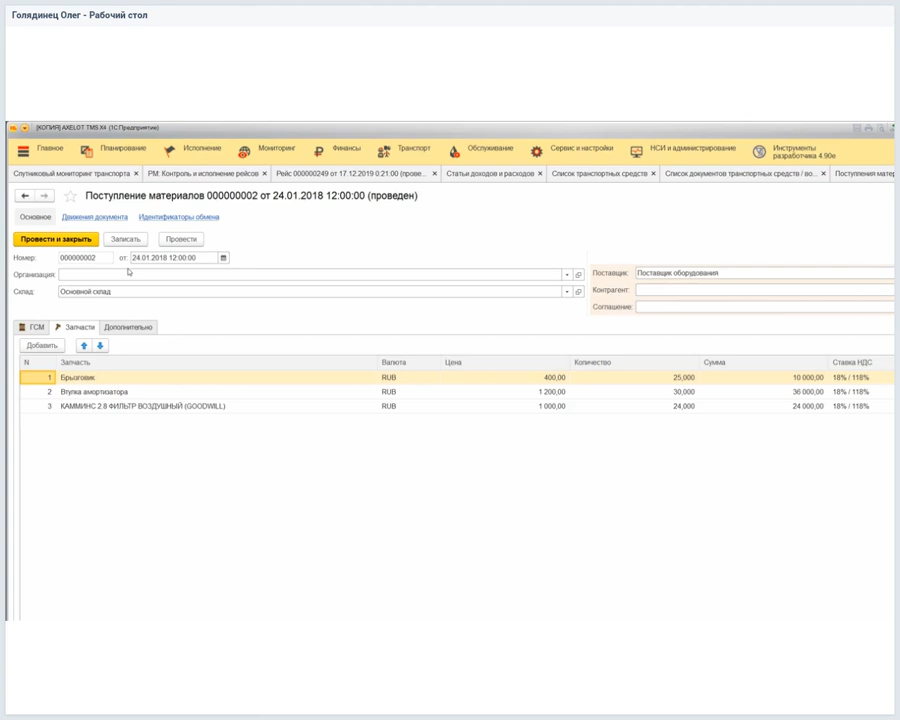 Голядинец Олег - Рабочий стол
[КОПИЯ] AXELOT TMS X4 (1С:Предприятие)
Главное Планирование Исполнение Мониторинг Финансы Транспорт Обслуживание Сервис и настройки НСИ и администрирование Инструменты разработчика 4.90e
Спутниковый мониторинг транспорта × РМ: Контроль и исполнение рейсов × Рейс 000000249 от 17.12.2019 0:21:00 (прове... × Статьи доходов и расходов × Список транспортных средств × Список документов транспортных средств / во... × Поступления матер
Поступление материалов 000000002 от 24.01.2018 12:00:00 (проведен)
Основное Движения документа Идентификаторы обмена
Провести и закрыть Записать Провести
Номер: 000000002 от: 24.01.2018 12:00:00
Организация: Поставщик: Поставщик оборудования
Склад: Основной склад Контрагент:
Соглашение:
ГСМ Запчасти Дополнительно
Добавить
N Запчасть Валюта Цена Количество Сумма Ставка НДС
1 Брызговик RUB 400,00 25,000 10 000,00 18% / 118%
2 Втулка амортизатора RUB 1 200,00 30,000 36 000,00 18% / 118%
3 КАММИНС 2.8 ФИЛЬТР ВОЗДУШНЫЙ (GOODWILL) RUB 1 000,00 24,000 24 000,00 18% / 118%